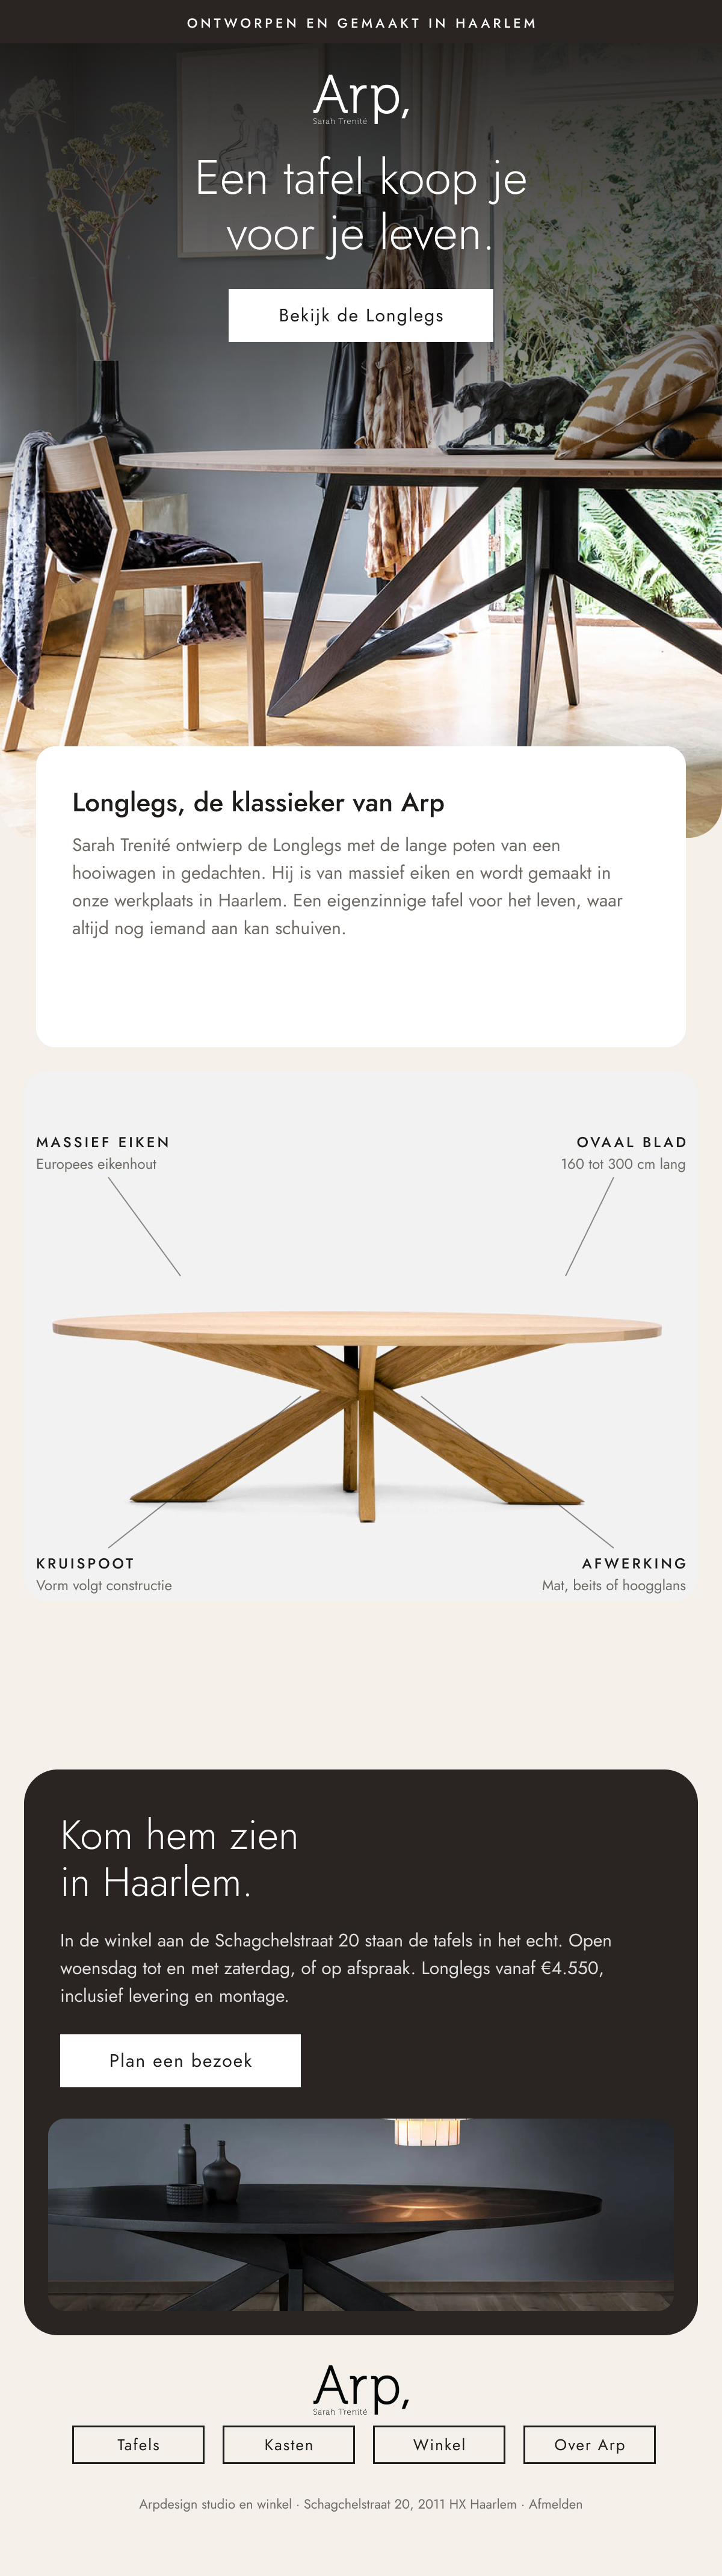 ONTWORPEN EN GEMAAKT IN HAARLEM
Arp,
Sarah Trenité
Een tafel koop je
voor je leven.
Bekijk de Longlegs
Longlegs, de klassieker van Arp
Sarah Trenité ontwierp de Longlegs met de lange poten van een
hooiwagen in gedachten. Hij is van massief eiken en wordt gemaakt in
onze werkplaats in Haarlem. Een eigenzinnige tafel voor het leven, waar
altijd nog iemand aan kan schuiven.
MASSIEF EIKEN
Europees eikenhout
OVAAL BLAD
160 tot 300 cm lang
KRUISPOOT
Vorm volgt constructie
AFWERKING
Mat, beits of hoogglans
Kom hem zien
in Haarlem.
In de winkel aan de Schagchelstraat 20 staan de tafels in het echt. Open
woensdag tot en met zaterdag, of op afspraak. Longlegs vanaf €4.550,
inclusief levering en montage.
Plan een bezoek
Arp,
Sarah Trenité
Tafels
Kasten
Winkel
Over Arp
Arpdesign studio en winkel · Schagchelstraat 20, 2011 HX Haarlem · Afmelden